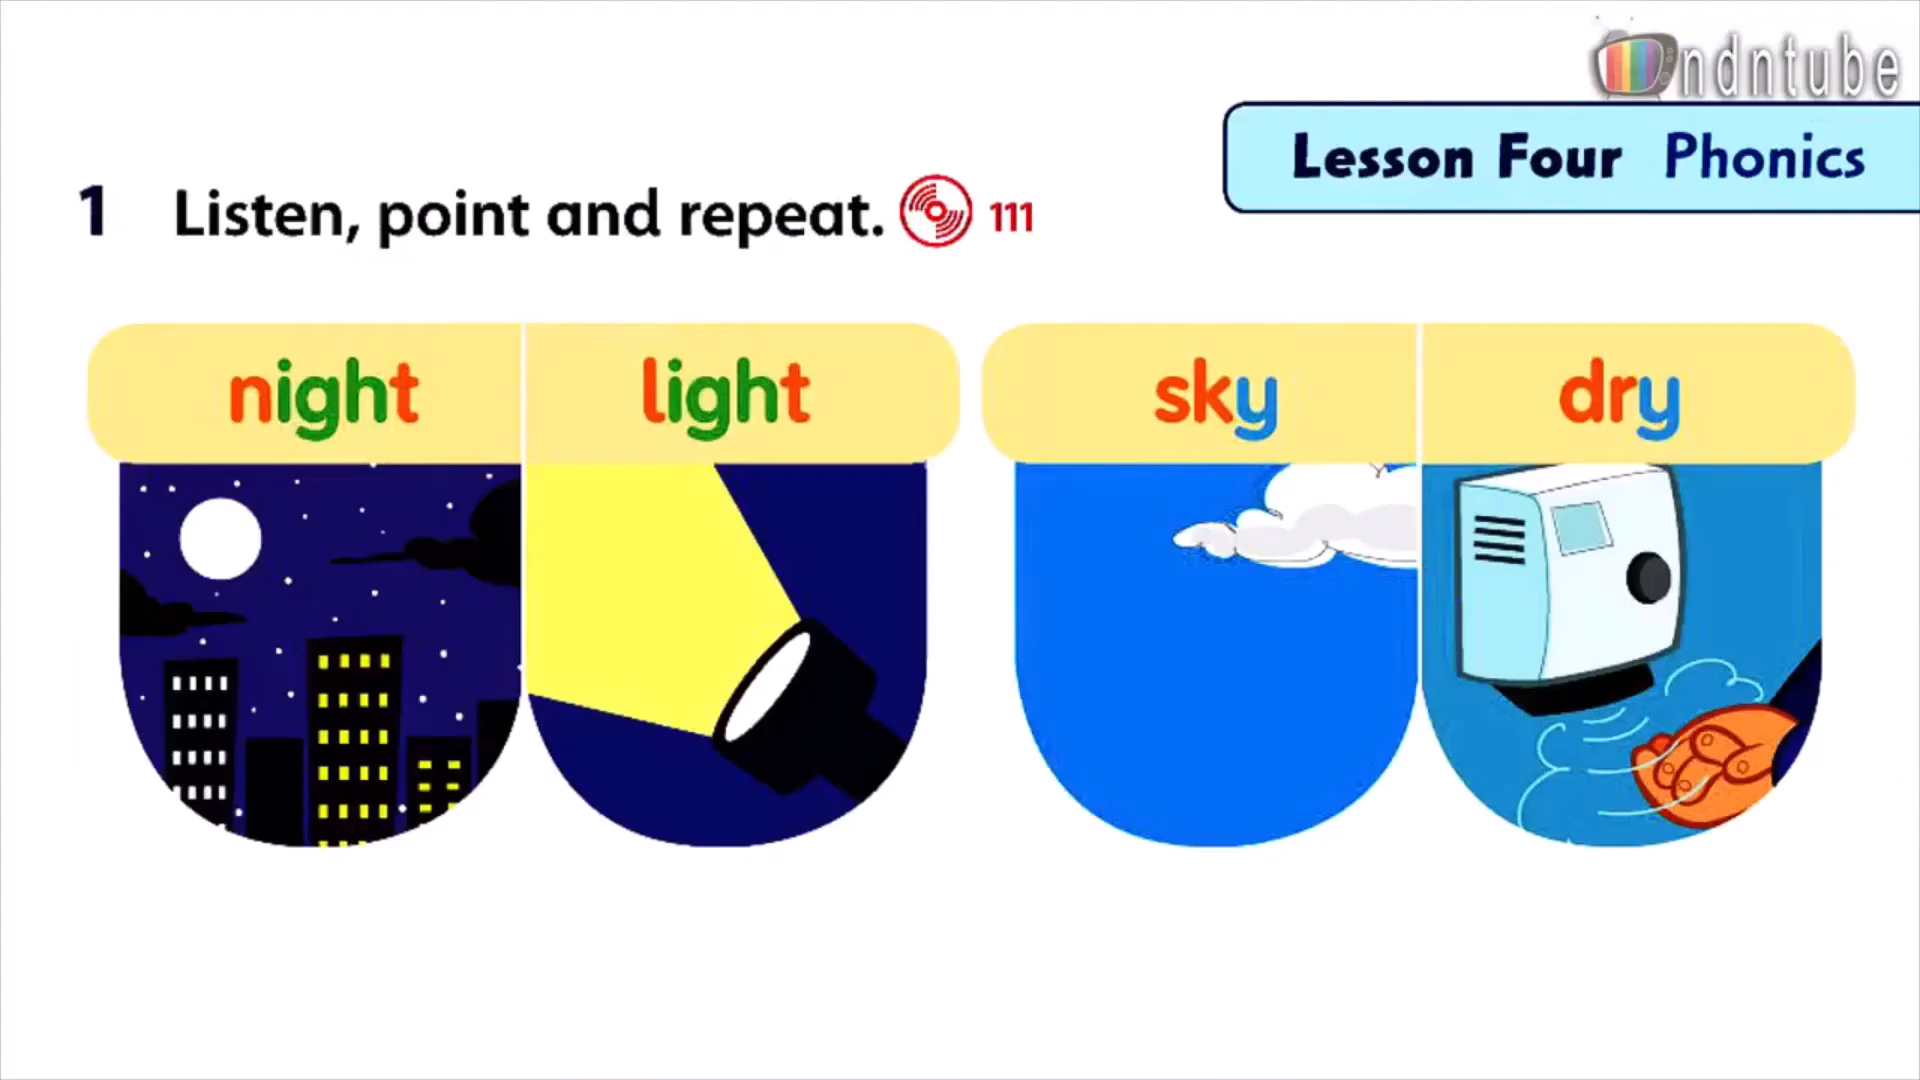 ndntube
Lesson Four Phonics
1 Listen, point and repeat. 111
night light sky dry